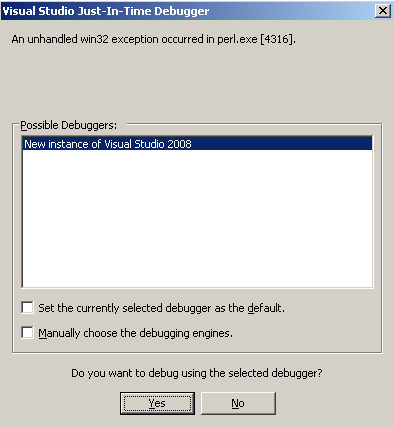 Visual Studio Just-In-Time Debugger
An unhandled win32 exception occurred in perl.exe [4316].
Possible Debuggers:
New instance of Visual Studio 2008
Set the currently selected debugger as the default.
Manually choose the debugging engines.
Do you want to debug using the selected debugger?
Yes
No